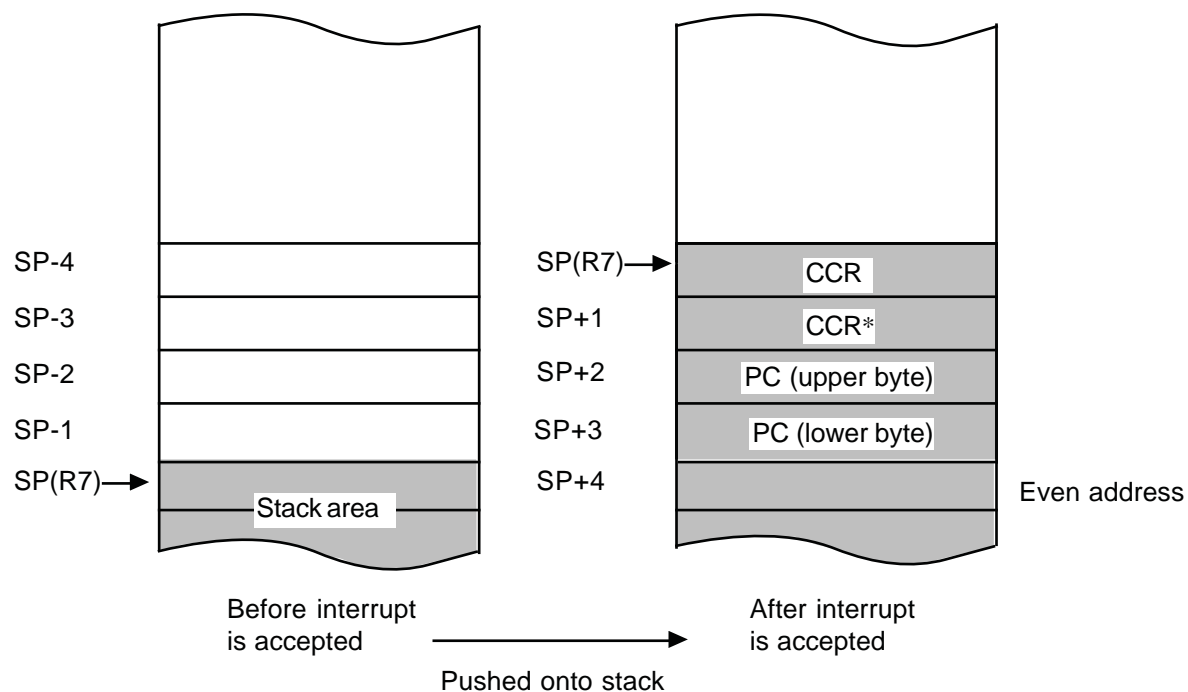 SP-4
SP-3
SP-2
SP-1
SP(R7)
Stack area
SP(R7)
SP+1
SP+2
SP+3
SP+4
CCR
CCR*
PC (upper byte)
PC (lower byte)
Even address
Before interrupt
is accepted
After interrupt
is accepted
Pushed onto stack